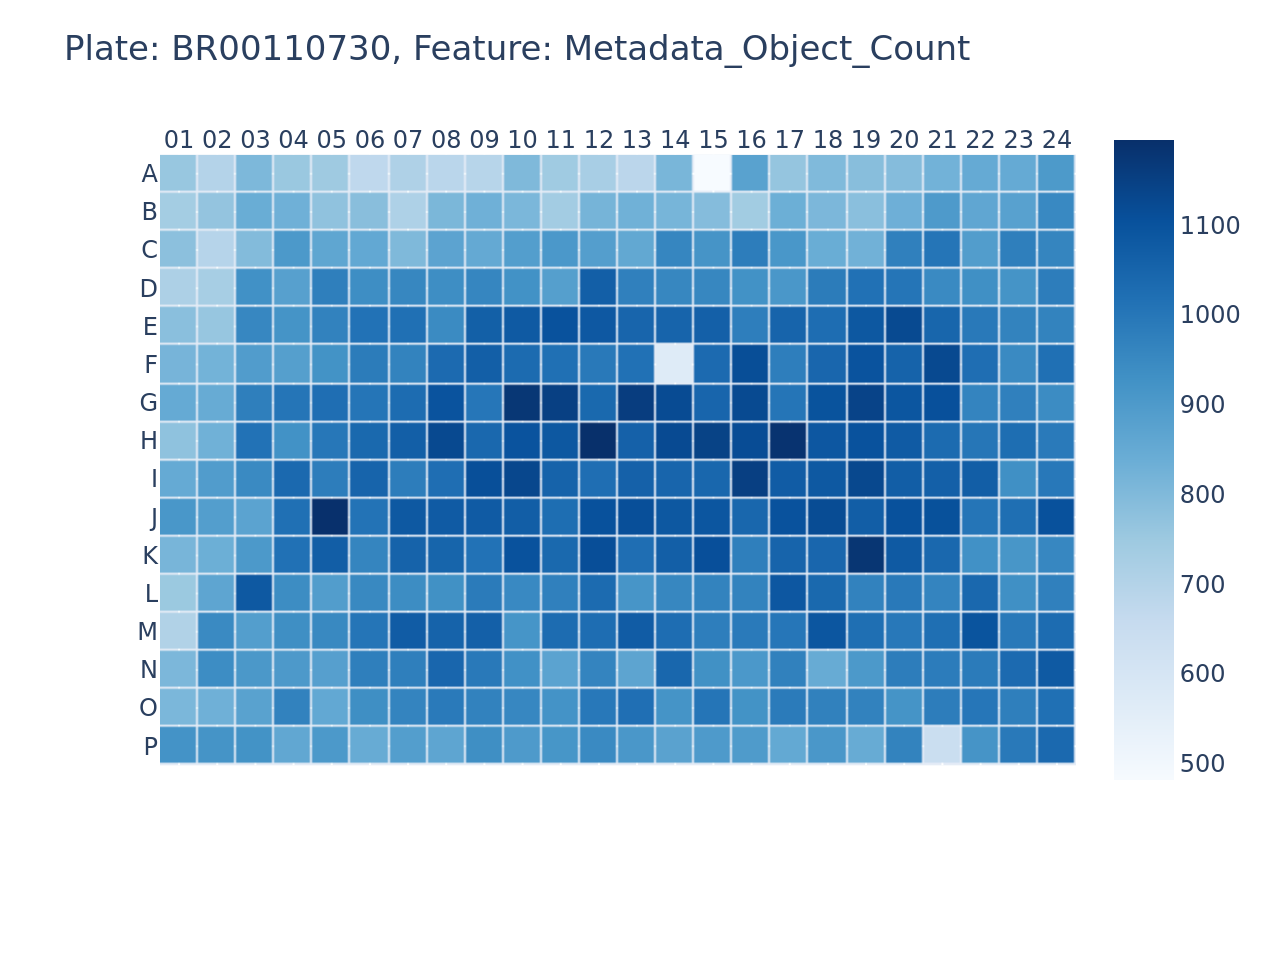 Plate: BR00110730, Feature: Metadata_Object_Count
01 02 03 04 05 06 07 08 09 10 11 12 13 14 15 16 17 18 19 20 21 22 23 24
A
B
C
D
E
F
G
H
I
J
K
L
M
N
O
P
1100
1000
900
800
700
600
500